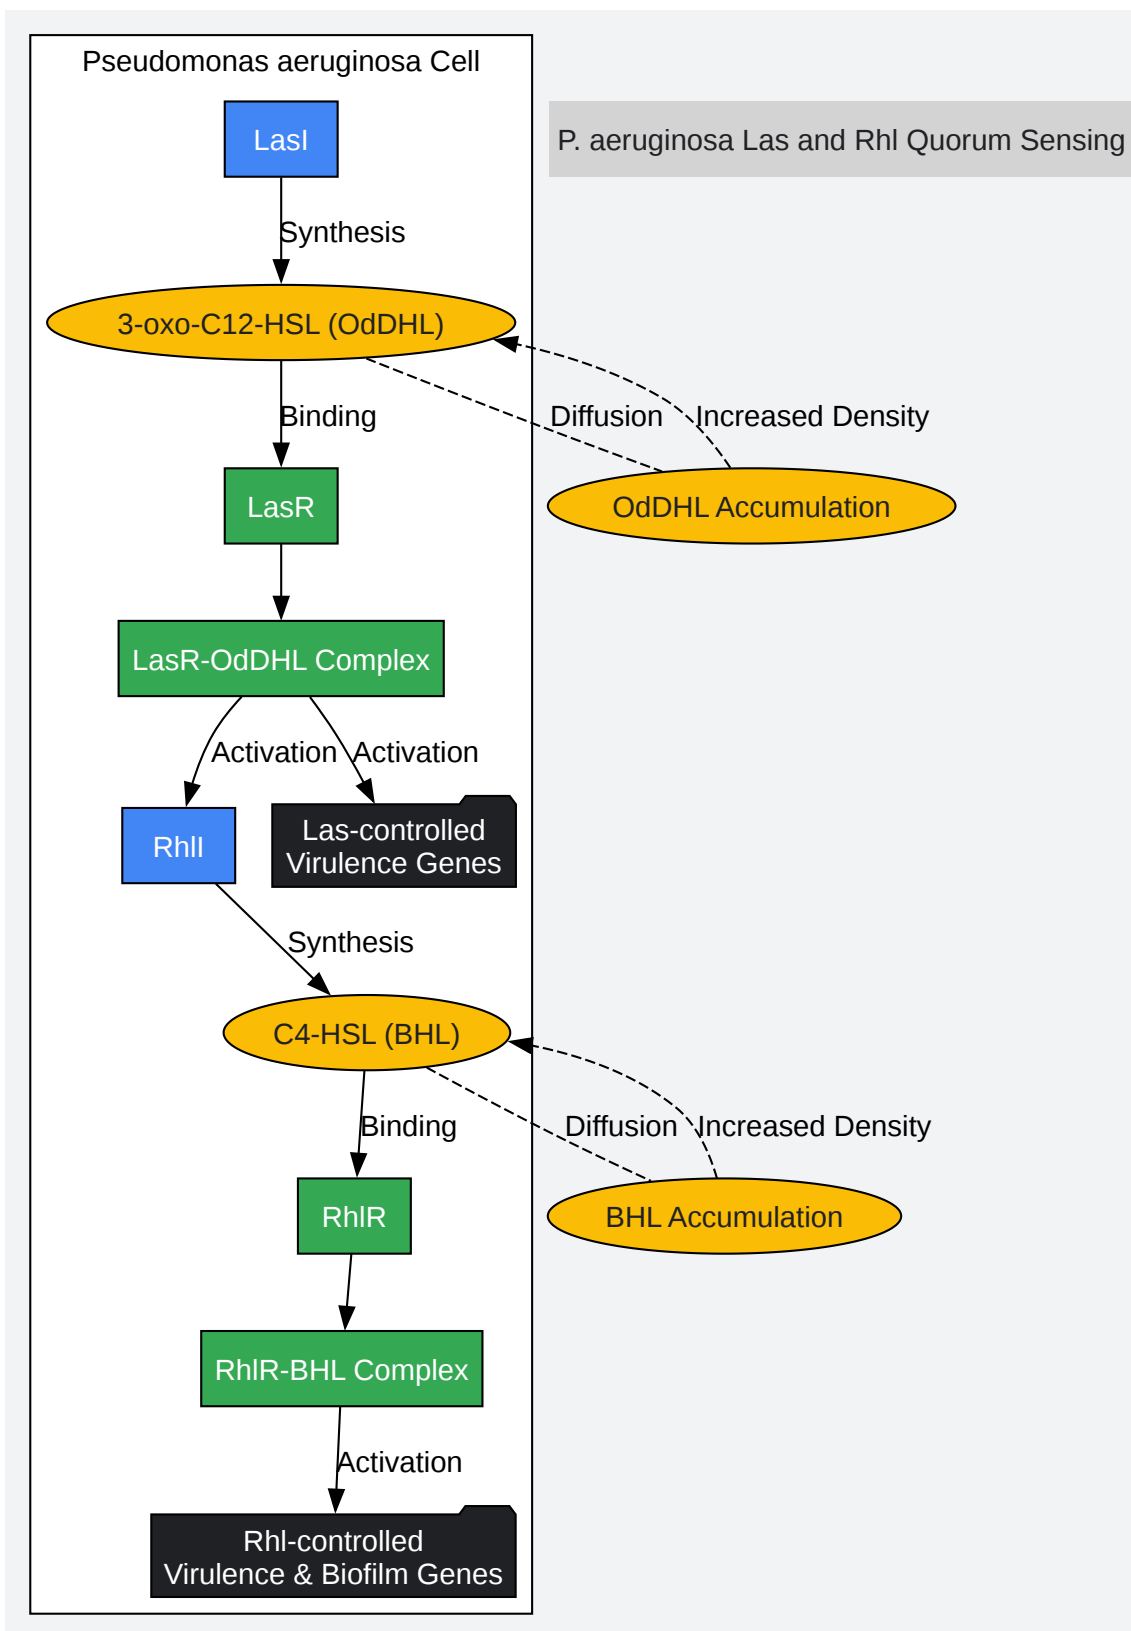 Pseudomonas aeruginosa Cell
LasI
P. aeruginosa Las and Rhl Quorum Sensing
Synthesis
3-oxo-C12-HSL (OdDHL)
Binding
Diffusion
Increased Density
LasR
OdDHL Accumulation
LasR-OdDHL Complex
Activation
Activation
RhlI
Las-controlled
Virulence Genes
Synthesis
C4-HSL (BHL)
Binding
Diffusion
Increased Density
RhlR
BHL Accumulation
RhlR-BHL Complex
Activation
Rhl-controlled
Virulence & Biofilm Genes